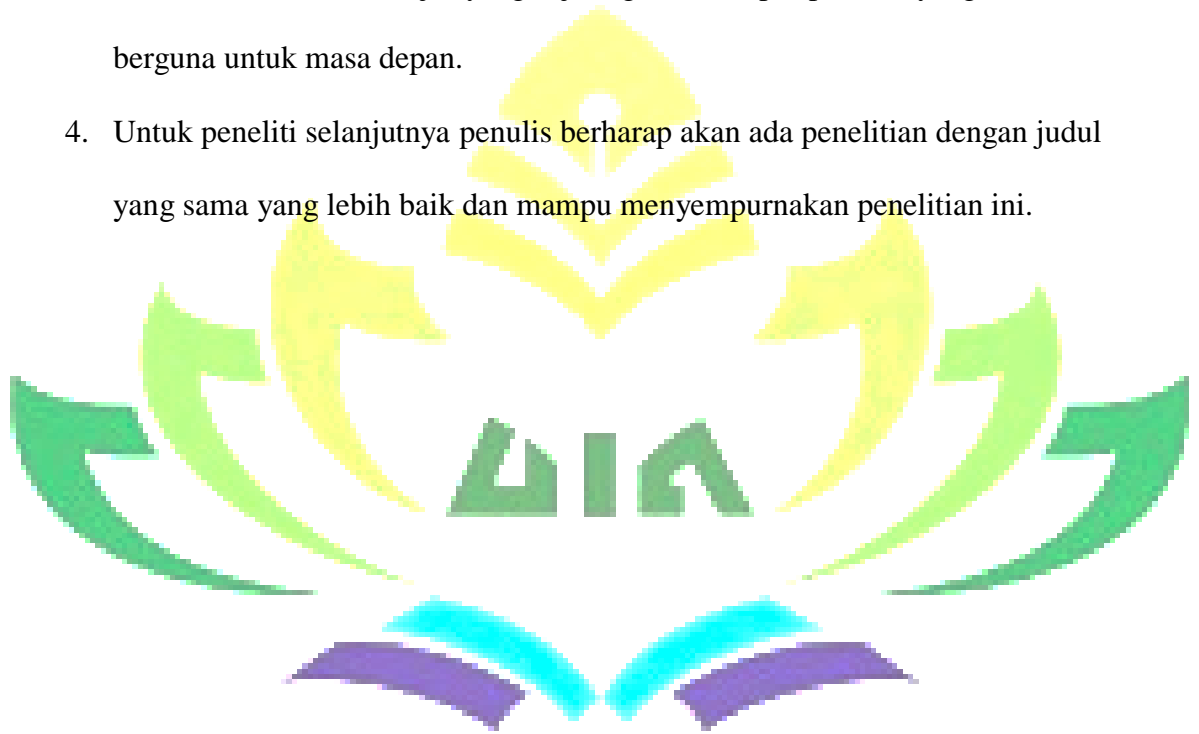 berguna untuk masa depan.
4. Untuk peneliti selanjutnya penulis berharap akan ada penelitian dengan judul
yang sama yang lebih baik dan mampu menyempurnakan penelitian ini.